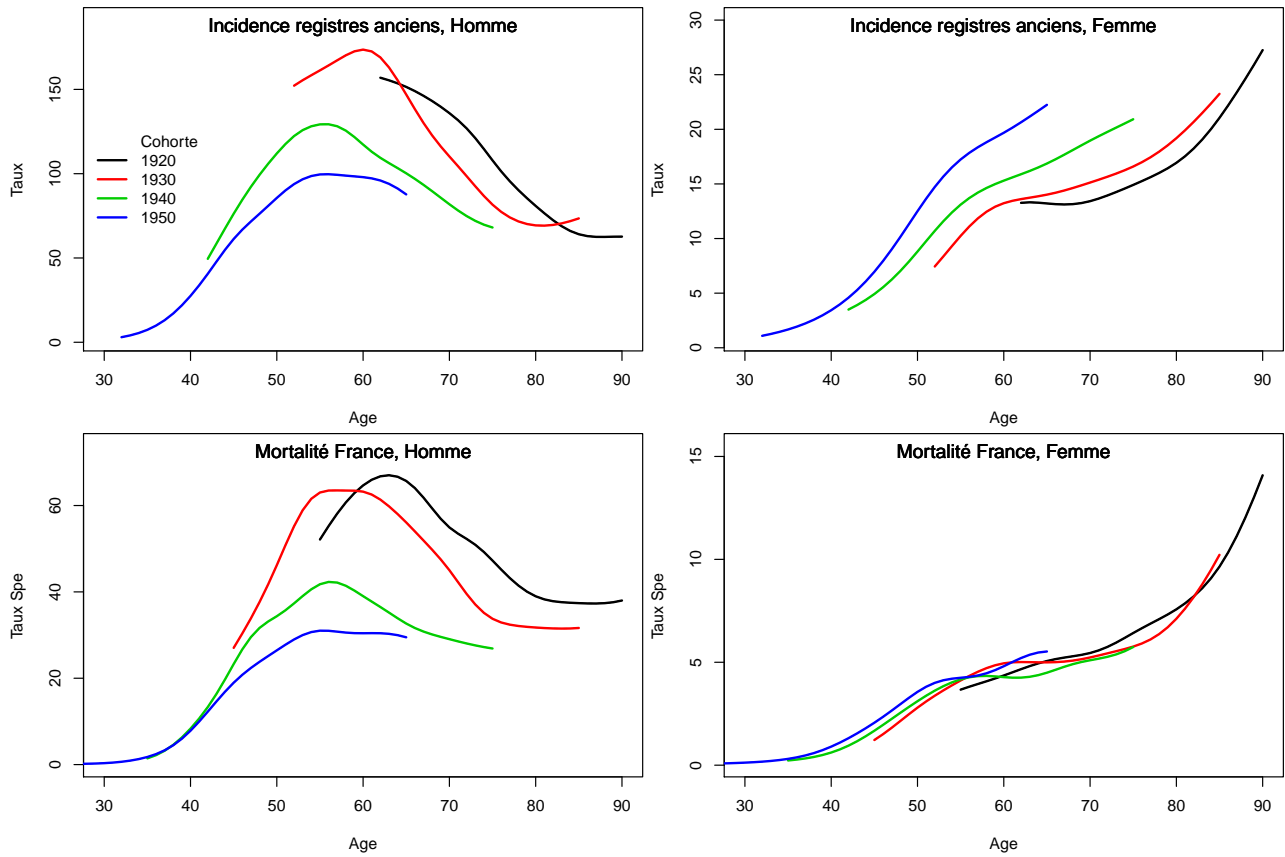 Incidence registres anciens, Homme
Taux
0
50
100
150
Cohorte
1920
1930
1940
1950
30 40 50 60 70 80 90
Age
Incidence registres anciens, Femme
Taux
0
5
10
15
20
25
30
30 40 50 60 70 80 90
Age
Mortalité France, Homme
Taux Spe
0
20
40
60
30 40 50 60 70 80 90
Age
Mortalité France, Femme
Taux Spe
0
5
10
15
30 40 50 60 70 80 90
Age